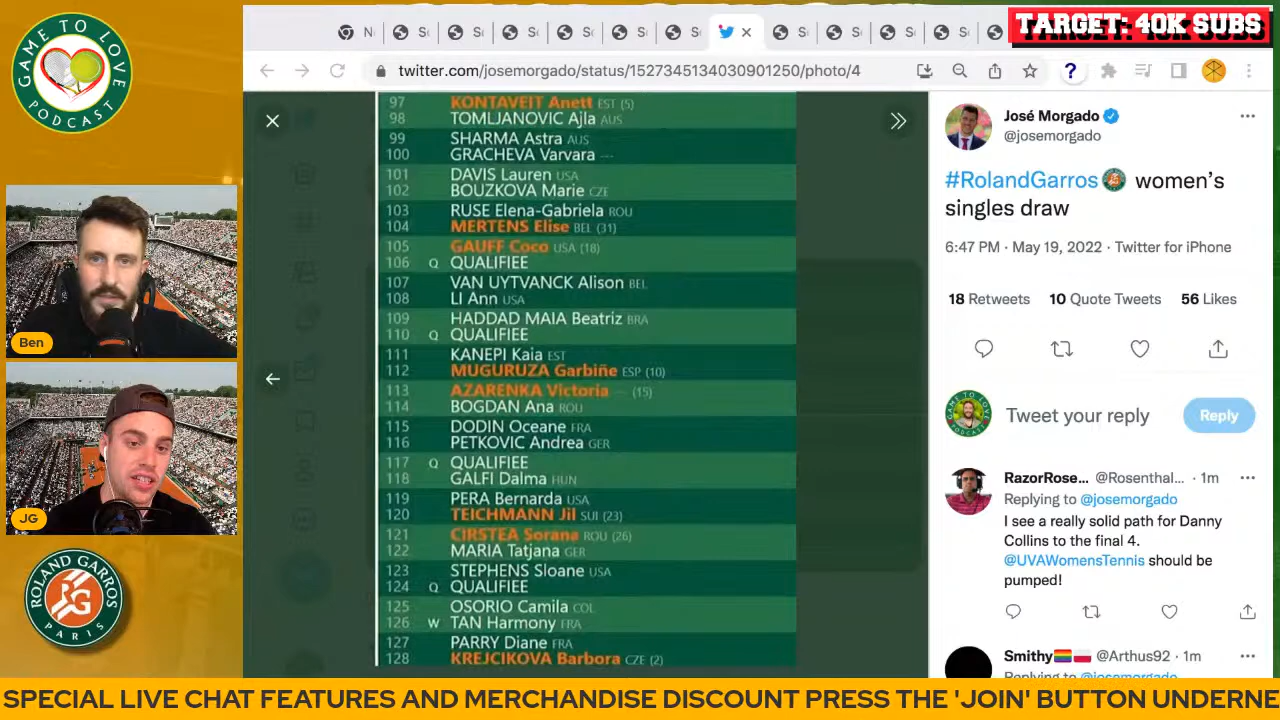 GAME TO LOVE
PODCAST
TARGET: 40K SUBS
twitter.com/josemorgado/status/1527345134030901250/photo/4
Ben
JG
ROLAND GARROS
RG
PARIS
97 KONTAVEIT Anett EST (5)
98 TOMLJANOVIC Ajla AUS
99 SHARMA Astra AUS
100 GRACHEVA Varvara ---
101 DAVIS Lauren USA
102 BOUZKOVA Marie CZE
103 RUSE Elena-Gabriela ROU
104 MERTENS Elise BEL (31)
105 GAUFF Coco USA (18)
106 Q QUALIFIEE
107 VAN UYTVANCK Alison BEL
108 LI Ann USA
109 HADDAD MAIA Beatriz BRA
110 Q QUALIFIEE
111 KANEPI Kaia EST
112 MUGURUZA Garbiñe ESP (10)
113 AZARENKA Victoria --- (15)
114 BOGDAN Ana ROU
115 DODIN Oceane FRA
116 PETKOVIC Andrea GER
117 Q QUALIFIEE
118 GALFI Dalma HUN
119 PERA Bernarda USA
120 TEICHMANN Jil SUI (23)
121 CIRSTEA Sorana ROU (26)
122 MARIA Tatjana GER
123 STEPHENS Sloane USA
124 Q QUALIFIEE
125 OSORIO Camila COL
126 W TAN Harmony FRA
127 PARRY Diane FRA
128 KREJCIKOVA Barbora CZE (2)
José Morgado
@josemorgado
#RolandGarros women's
singles draw
6:47 PM · May 19, 2022 · Twitter for iPhone
18 Retweets 10 Quote Tweets 56 Likes
Tweet your reply
Reply
RazorRose... @Rosenthal... · 1m
Replying to @josemorgado
I see a really solid path for Danny
Collins to the final 4.
@UVAWomensTennis should be
pumped!
Smithy @Arthus92 · 1m
Replying to @josemorgado
SPECIAL LIVE CHAT FEATURES AND MERCHANDISE DISCOUNT PRESS THE 'JOIN' BUTTON UNDERNE